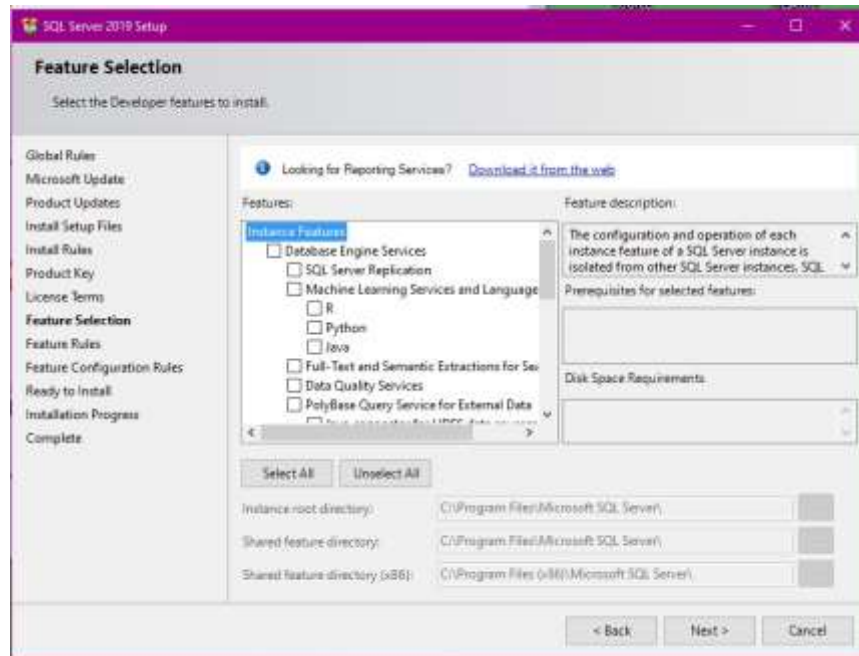 SQL Server 2019 Setup
Feature Selection
Select the Developer features to install.
Global Rules
Microsoft Update
Product Updates
Install Setup Files
Install Rules
Product Key
License Terms
Feature Selection
Feature Rules
Feature Configuration Rules
Ready to Install
Installation Progress
Complete
Looking for Reporting Services? Download it from the web
Features:
Instance Features
Database Engine Services
SQL Server Replication
Machine Learning Services and Language
R
Python
Java
Full-Text and Semantic Extractions for Sea
Data Quality Services
PolyBase Query Service for External Data
Feature description:
The configuration and operation of each
instance feature of a SQL Server instance is
isolated from other SQL Server instances. SQL
Prerequisites for selected features:
Disk Space Requirements
Select All
Unselect All
Instance root directory: C:\Program Files\Microsoft SQL Server\
Shared feature directory: C:\Program Files\Microsoft SQL Server\
Shared feature directory (x86): C:\Program Files (x86)\Microsoft SQL Server\
< Back
Next >
Cancel